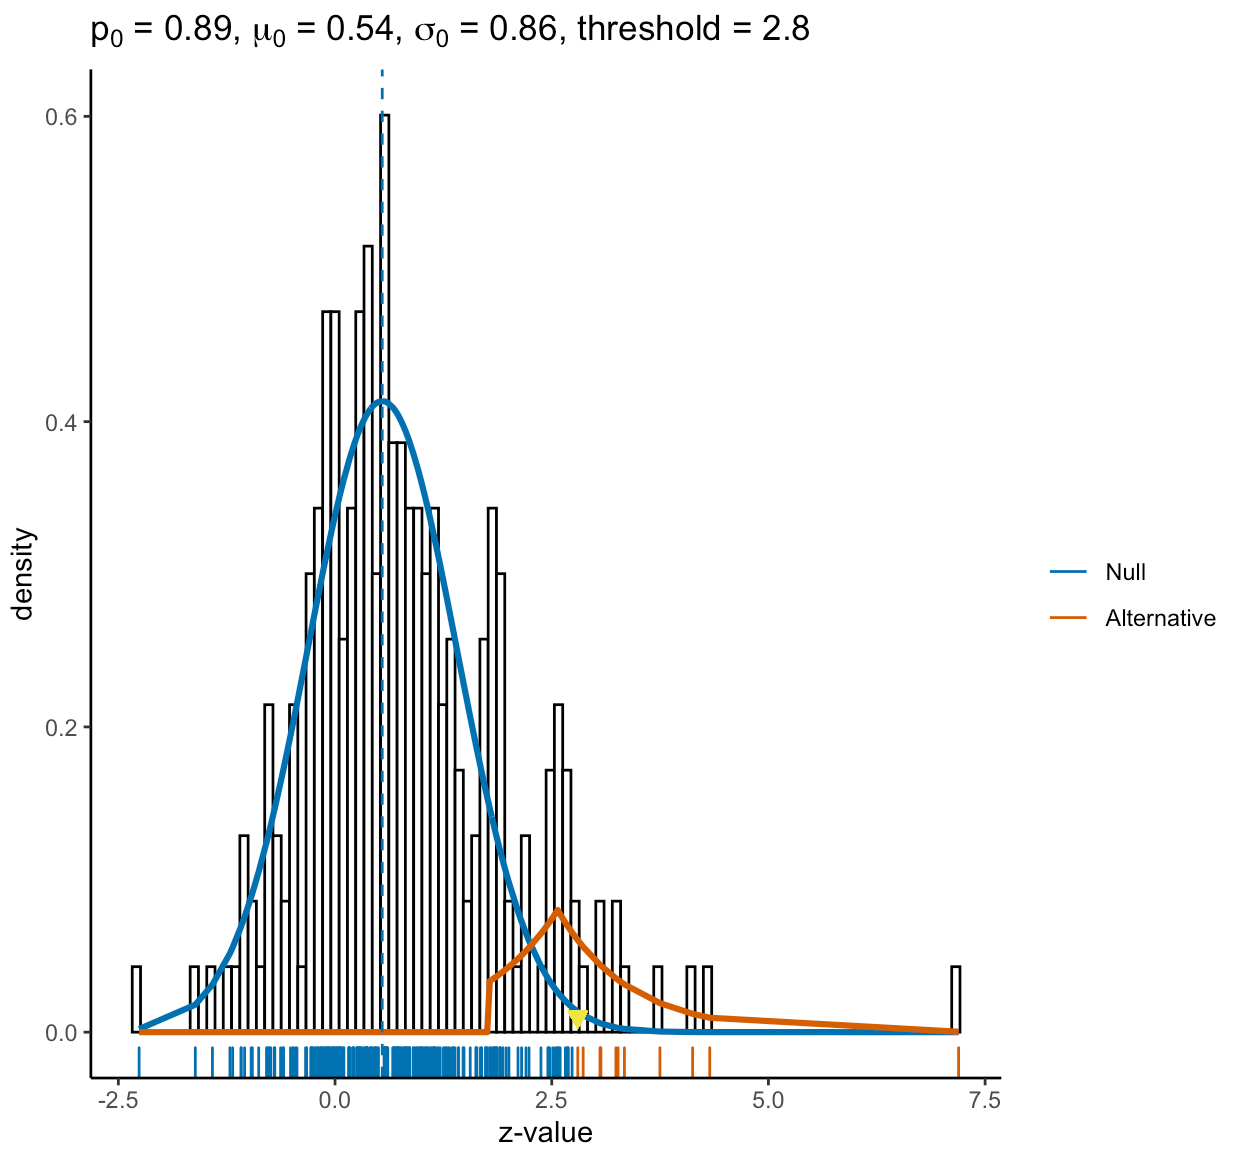 p₀ = 0.89, μ₀ = 0.54, σ₀ = 0.86, threshold = 2.8
0.6
0.4
0.2
0.0
density
-2.5 0.0 2.5 5.0 7.5
z-value
Null
Alternative